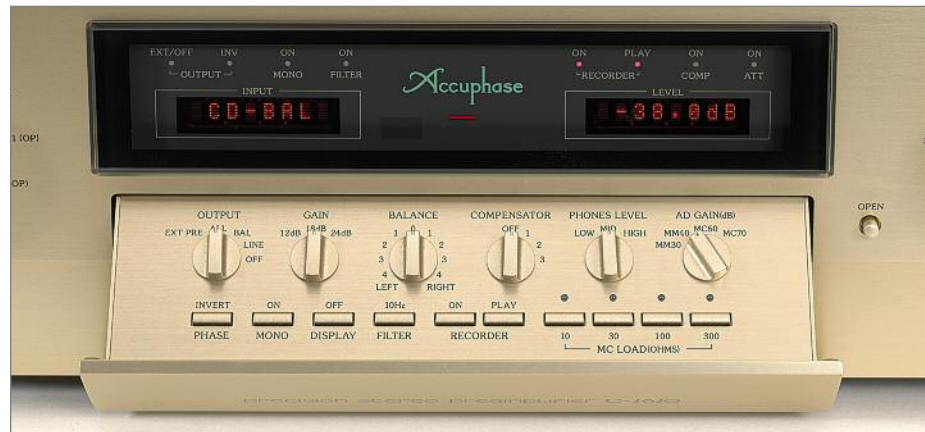 EXT/OFF INV ON ON
OUTPUT MONO FILTER
INPUT
CD-BAL
Accuphase
ON PLAY ON ON
RECORDER COMP ATT
LEVEL
-38.0dB
1 (OP)
OP)
OPEN
OUTPUT GAIN BALANCE COMPENSATOR PHONES LEVEL AD GAIN(dB)
EXT PRE ALL BAL LINE OFF
12dB 18dB 24dB
1 0 1
2 2
3 3
4 4
LEFT RIGHT
OFF 1
2
3
LOW MID HIGH
MM30 MM40 MC60 MC70
INVERT ON OFF 10Hz ON PLAY
PHASE MONO DISPLAY FILTER RECORDER
10 30 100 300
MC LOAD(OHMS)
precision stereo preamplifier